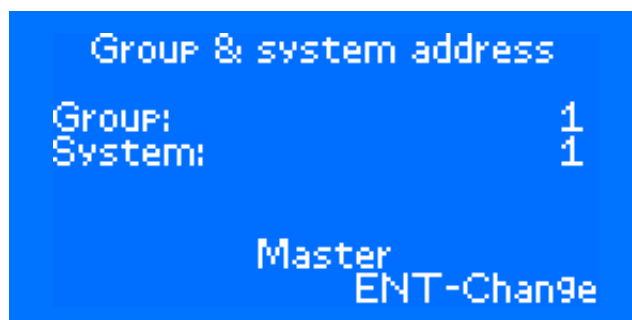 Group & system address
Group: 1
System: 1
Master
ENT-Change